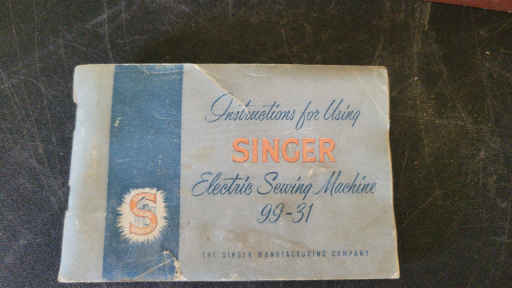 Instructions for Using
SINGER
Electric Sewing Machine
99-31
S
THE SINGER MANUFACTURING COMPANY